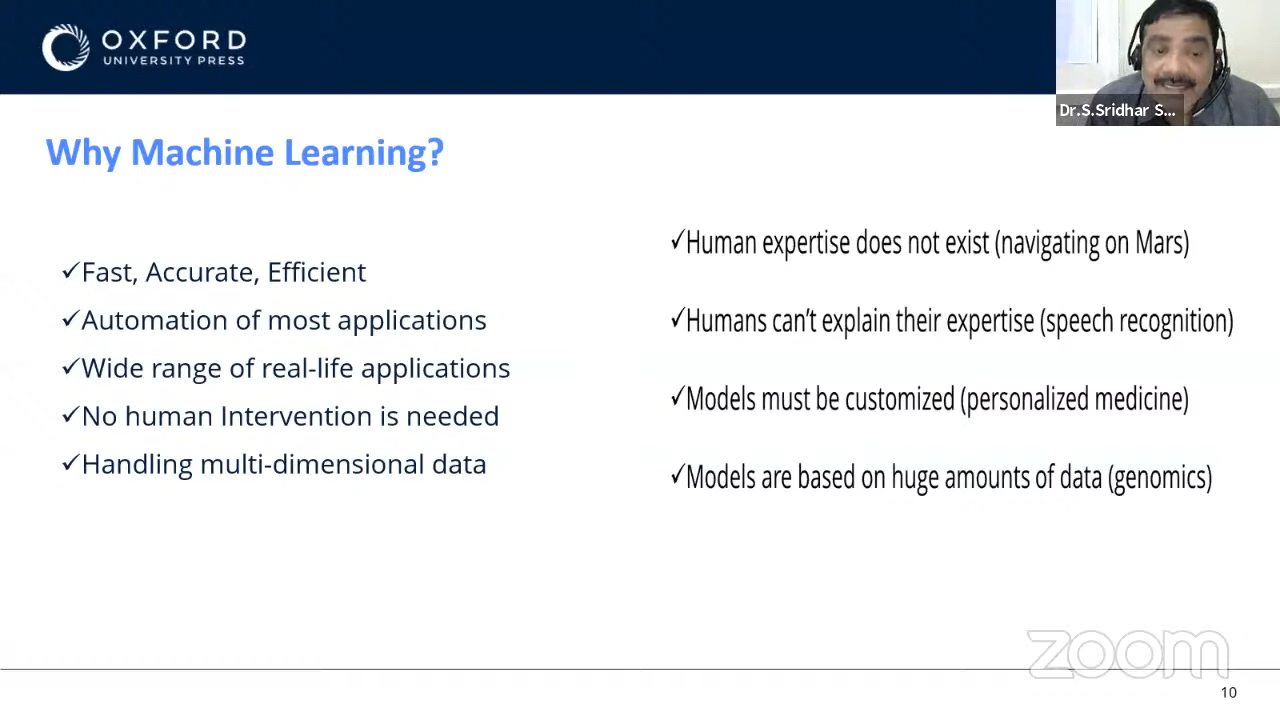 OXFORD
UNIVERSITY PRESS
Dr.S.Sridhar S...
Why Machine Learning?
✓Fast, Accurate, Efficient
✓Automation of most applications
✓Wide range of real-life applications
✓No human Intervention is needed
✓Handling multi-dimensional data
✓Human expertise does not exist (navigating on Mars)
✓Humans can't explain their expertise (speech recognition)
✓Models must be customized (personalized medicine)
✓Models are based on huge amounts of data (genomics)
zoom
10